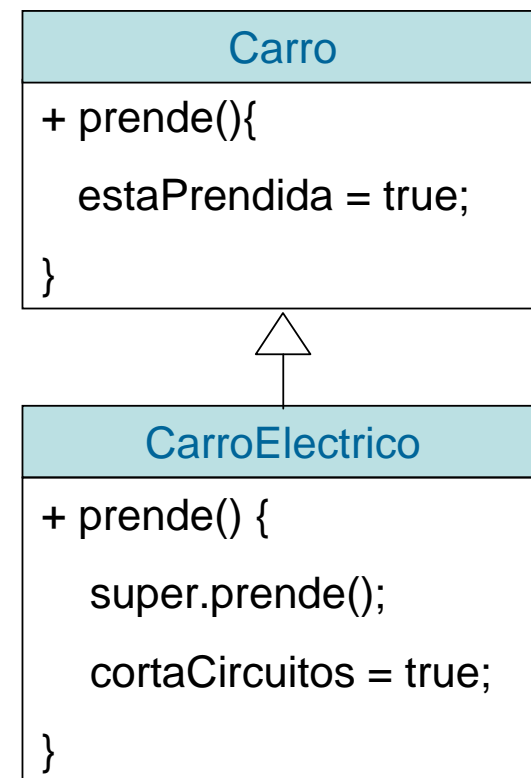 Carro
+ prende(){
estaPrendida = true;
}
CarroElectrico
+ prende() {
super.prende();
cortaCircuitos = true;
}